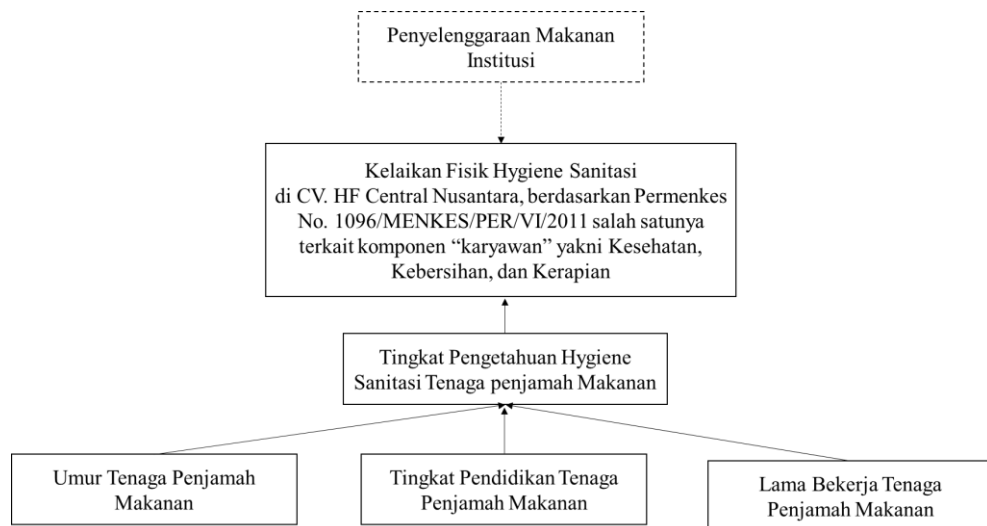 Penyelenggaraan Makanan
Institusi
Kelaikan Fisik Hygiene Sanitasi
di CV. HF Central Nusantara, berdasarkan Permenkes
No. 1096/MENKES/PER/VI/2011 salah satunya
terkait komponen “karyawan” yakni Kesehatan,
Kebersihan, dan Kerapian
Tingkat Pengetahuan Hygiene
Sanitasi Tenaga penjamah Makanan
Umur Tenaga Penjamah
Makanan
Tingkat Pendidikan Tenaga
Penjamah Makanan
Lama Bekerja Tenaga
Penjamah Makanan